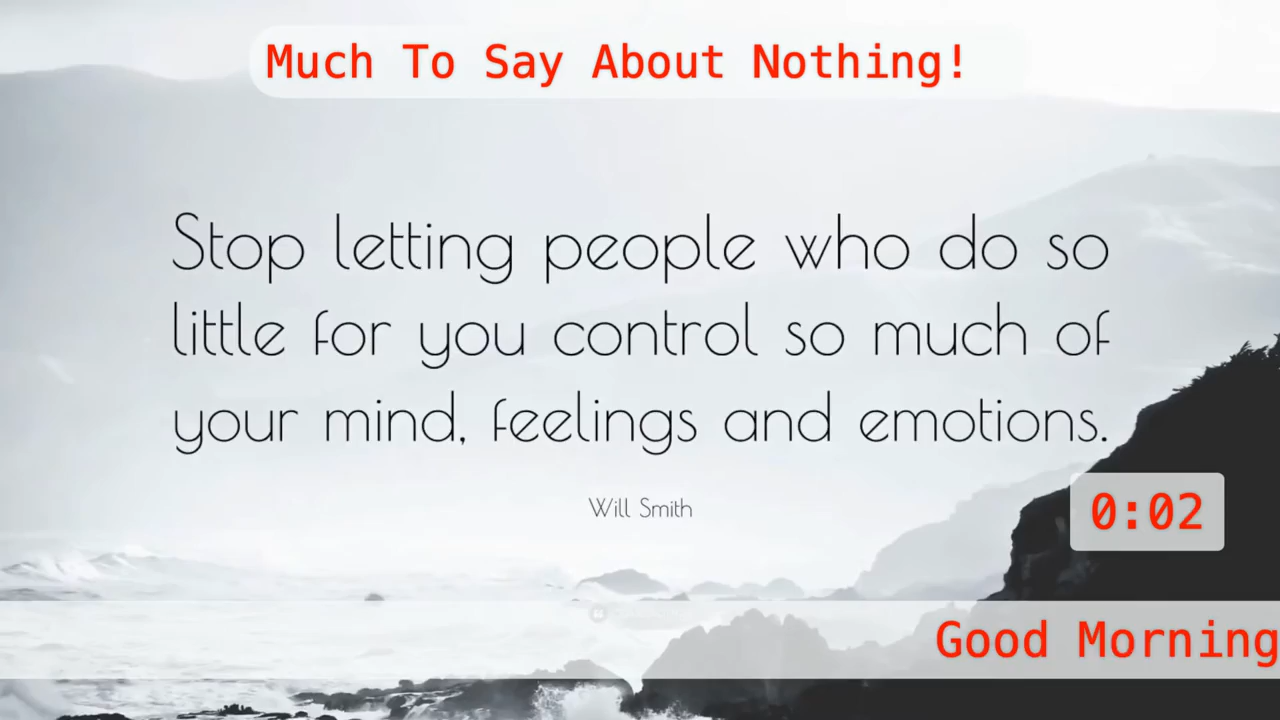 Much To Say About Nothing!
Stop letting people who do so
little for you control so much of
your mind, feelings and emotions.
Will Smith
0:02
Good Morning